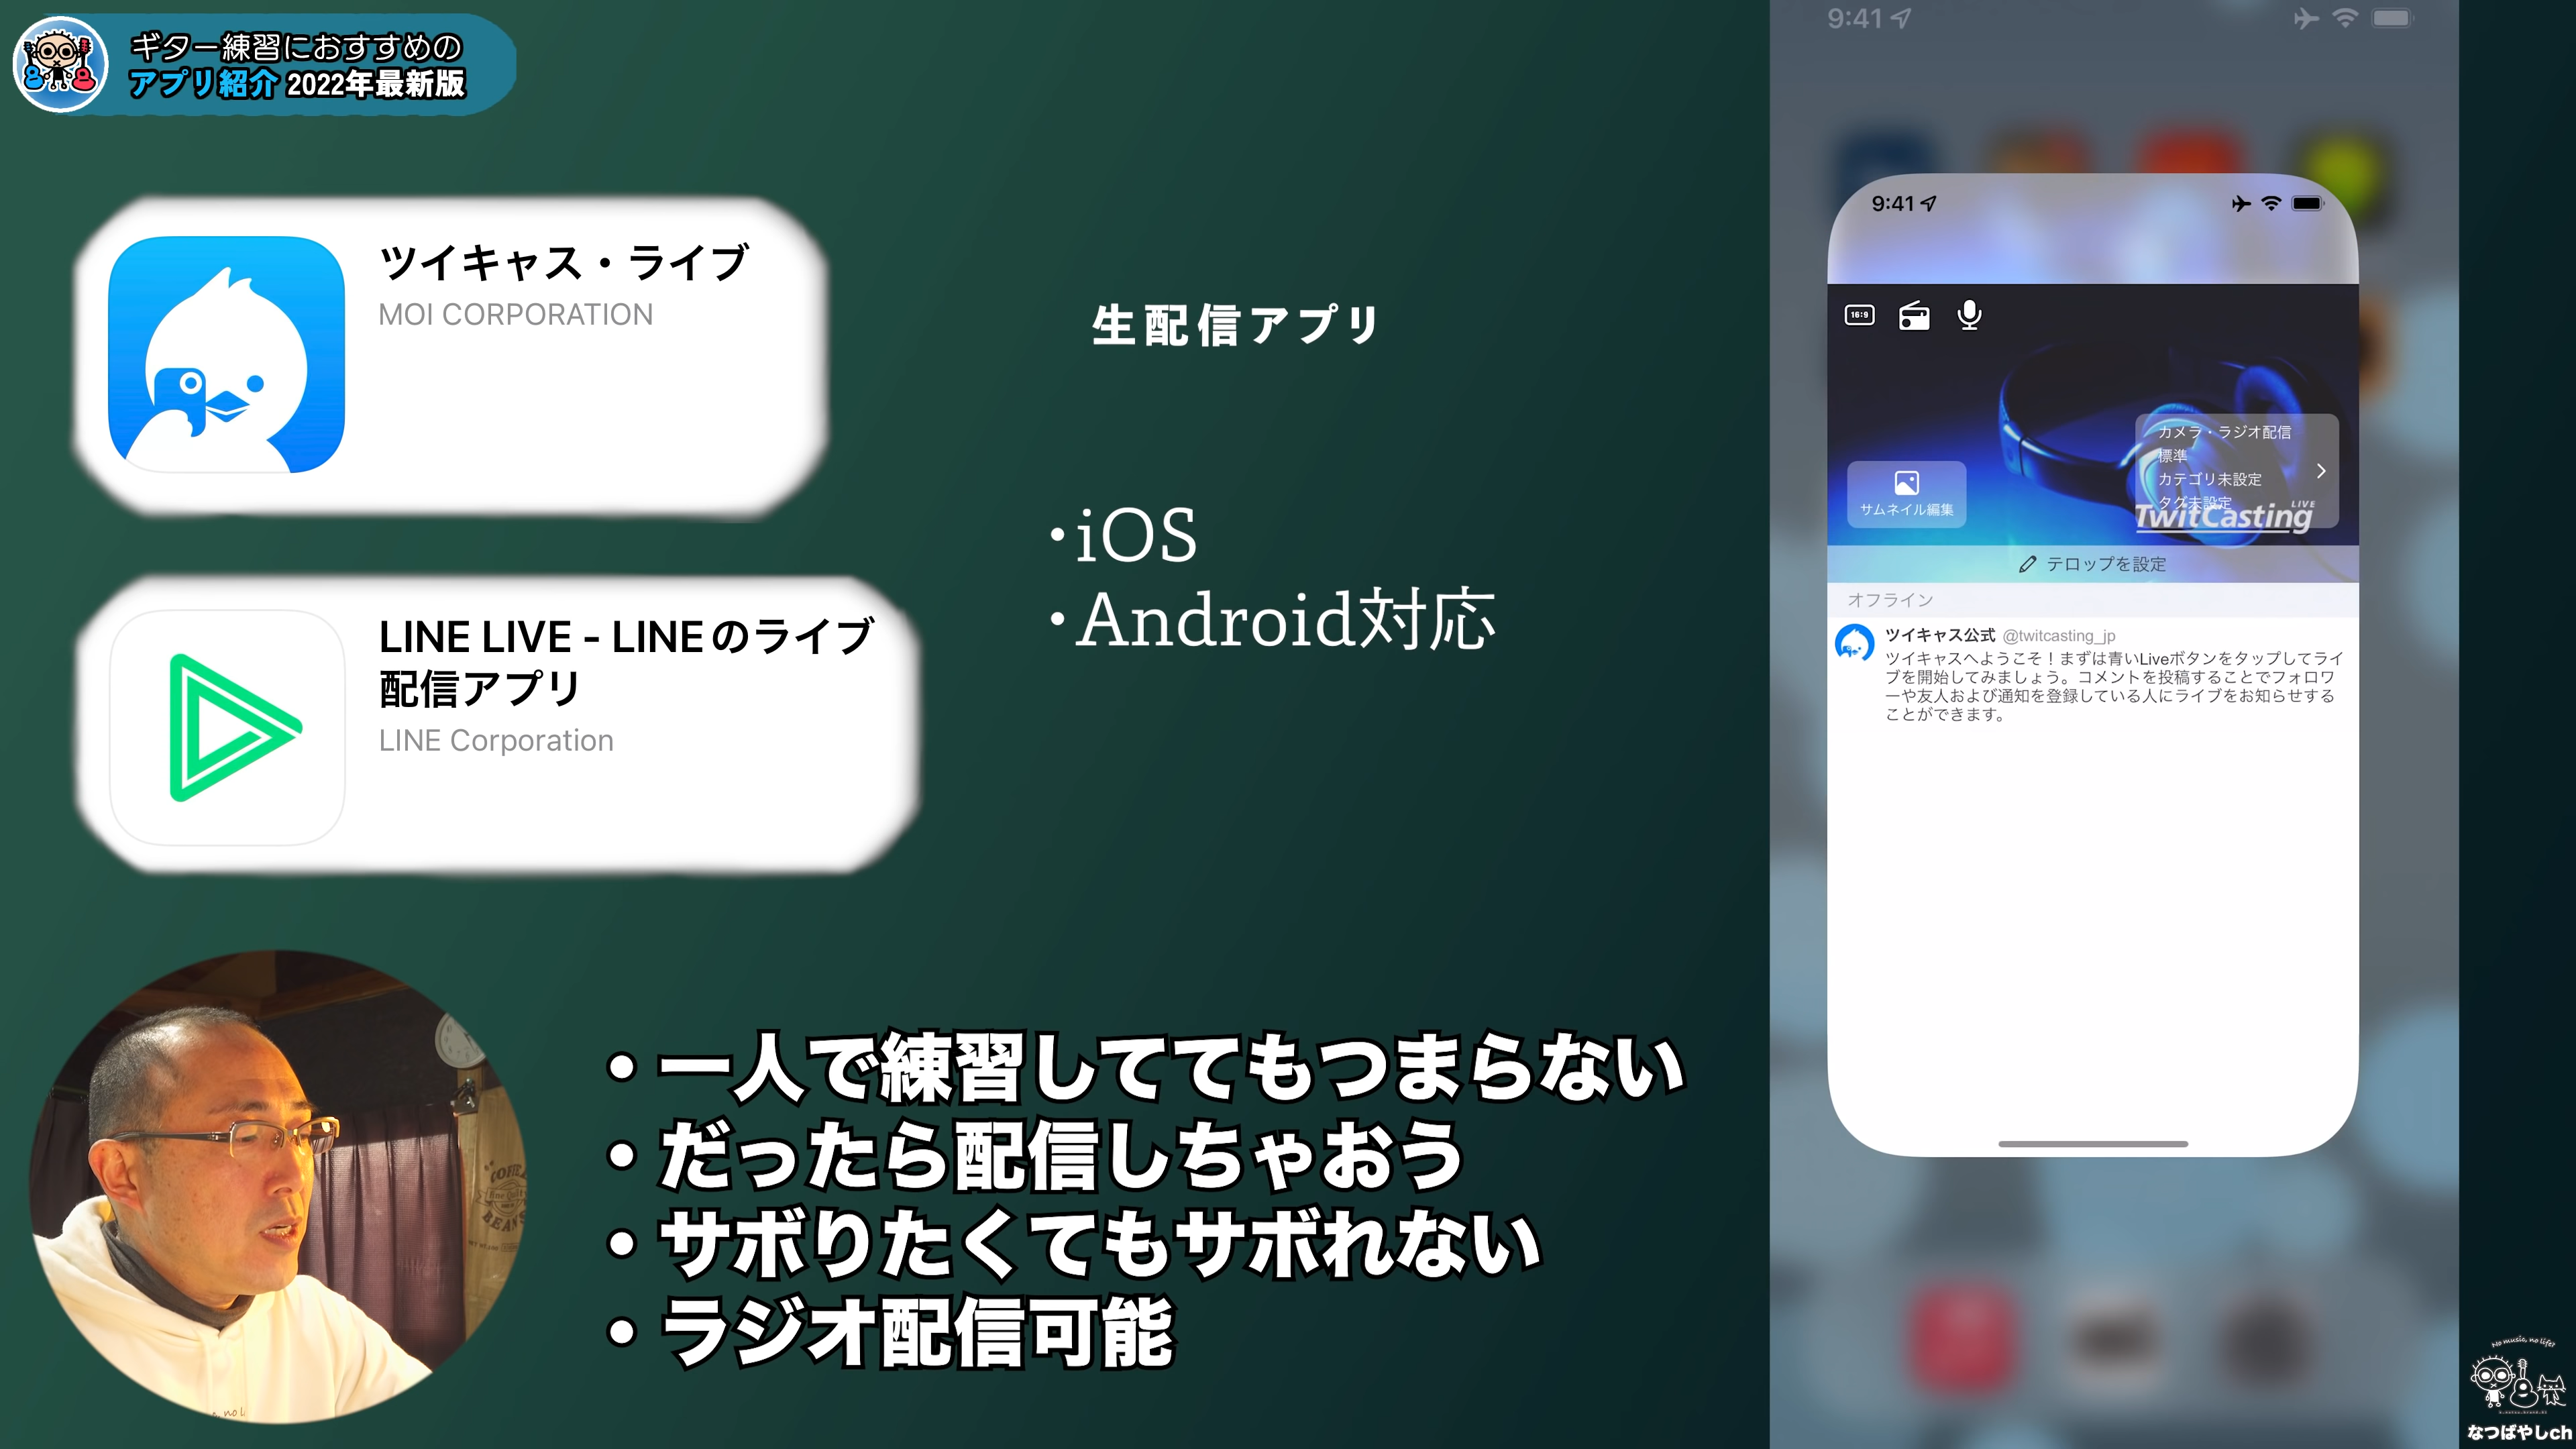 ギター練習におすすめの
アプリ紹介 2022年最新版
ツイキャス・ライブ
MOI CORPORATION
LINE LIVE - LINEのライブ
配信アプリ
LINE Corporation
生配信アプリ
・iOS
・Android対応
・一人で練習しててもつまらない
・だったら配信しちゃおう
・サボりたくてもサボれない
・ラジオ配信可能
9:41
9:41
16:9
カメラ・ラジオ配信
標準
カテゴリ未設定
タグ未設定
サムネイル編集
TwitCasting LIVE
テロップを設定
オフライン
ツイキャス公式 @twitcasting_jp
ツイキャスへようこそ！まずは青いLiveボタンをタップしてライ
ブを開始してみましょう。コメントを投稿することでフォロワ
ーや友人および通知を登録している人にライブをお知らせする
ことができます。
No music, no life!
なつばやしch